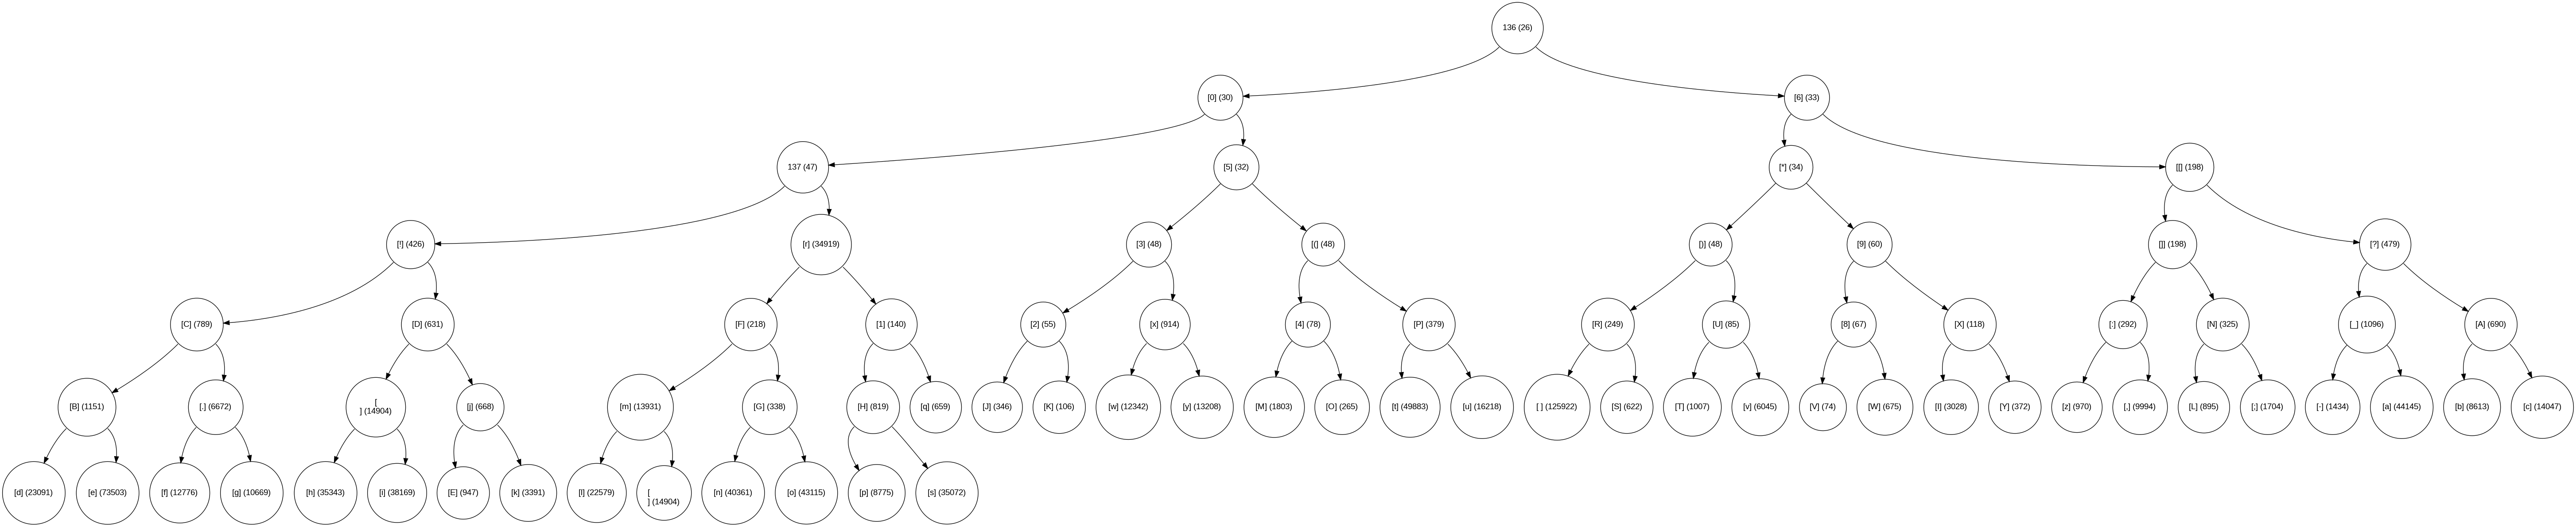 136 (26)
[0] (30)
[6] (33)
137 (47)
[5] (32)
[*] (34)
[[] (198)
[!] (426)
[r] (34919)
[3] (48)
[(] (48)
[)] (48)
[9] (60)
[]] (198)
[?] (479)
[C] (789)
[D] (631)
[F] (218)
[1] (140)
[2] (55)
[x] (914)
[4] (78)
[P] (379)
[R] (249)
[U] (85)
[8] (67)
[X] (118)
[:] (292)
[N] (325)
[_] (1096)
[A] (690)
[B] (1151)
[.] (6672)
[
] (14904)
[j] (668)
[m] (13931)
[G] (338)
[H] (819)
[q] (659)
[J] (346)
[K] (106)
[w] (12342)
[y] (13208)
[M] (1803)
[O] (265)
[t] (49883)
[u] (16218)
[ ] (125922)
[S] (622)
[T] (1007)
[v] (6045)
[V] (74)
[W] (675)
[I] (3028)
[Y] (372)
[z] (970)
[,] (9994)
[L] (895)
[;] (1704)
[-] (1434)
[a] (44145)
[b] (8613)
[c] (14047)
[d] (23091)
[e] (73503)
[f] (12776)
[g] (10669)
[h] (35343)
[i] (38169)
[E] (947)
[k] (3391)
[l] (22579)
[
] (14904)
[n] (40361)
[o] (43115)
[p] (8775)
[s] (35072)